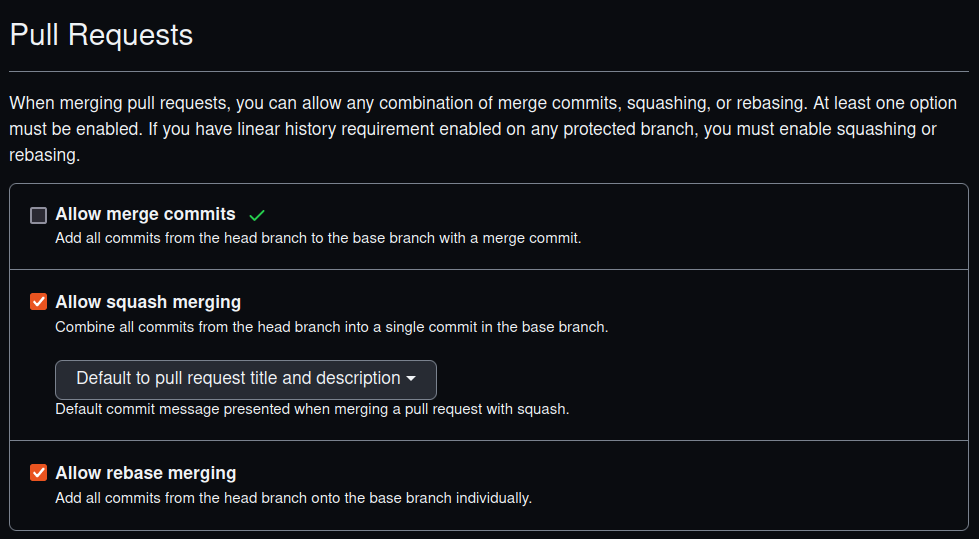 Pull Requests
When merging pull requests, you can allow any combination of merge commits, squashing, or rebasing. At least one option
must be enabled. If you have linear history requirement enabled on any protected branch, you must enable squashing or
rebasing.
Allow merge commits
Add all commits from the head branch to the base branch with a merge commit.
Allow squash merging
Combine all commits from the head branch into a single commit in the base branch.
Default to pull request title and description
Default commit message presented when merging a pull request with squash.
Allow rebase merging
Add all commits from the head branch onto the base branch individually.